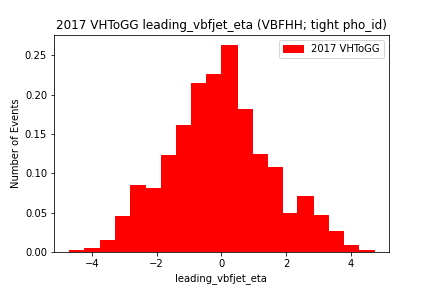 2017 VHToGG leading_vbfjet_eta (VBFHH; tight pho_id)
2017 VHToGG
Number of Events
0.25
0.20
0.15
0.10
0.05
0.00
−4
−2
0
2
4
leading_vbfjet_eta